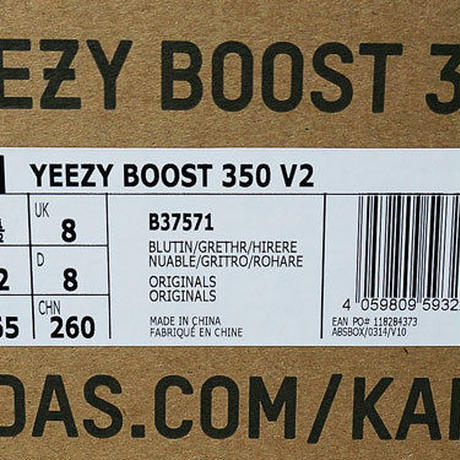 EEZY BOOST 3
YEEZY BOOST 350 V2
UK
8
D
8
CHN
260
B37571
BLUTIN/GRETHR/HIRERE
NUABLE/GRITRO/ROHARE
ORIGINALS
ORIGINALS
MADE IN CHINA
FABRIQUÉ EN CHINE
4 059809 5932
EAN PO# 118284373
ABSBOX/0314/V10
DAS.COM/KA